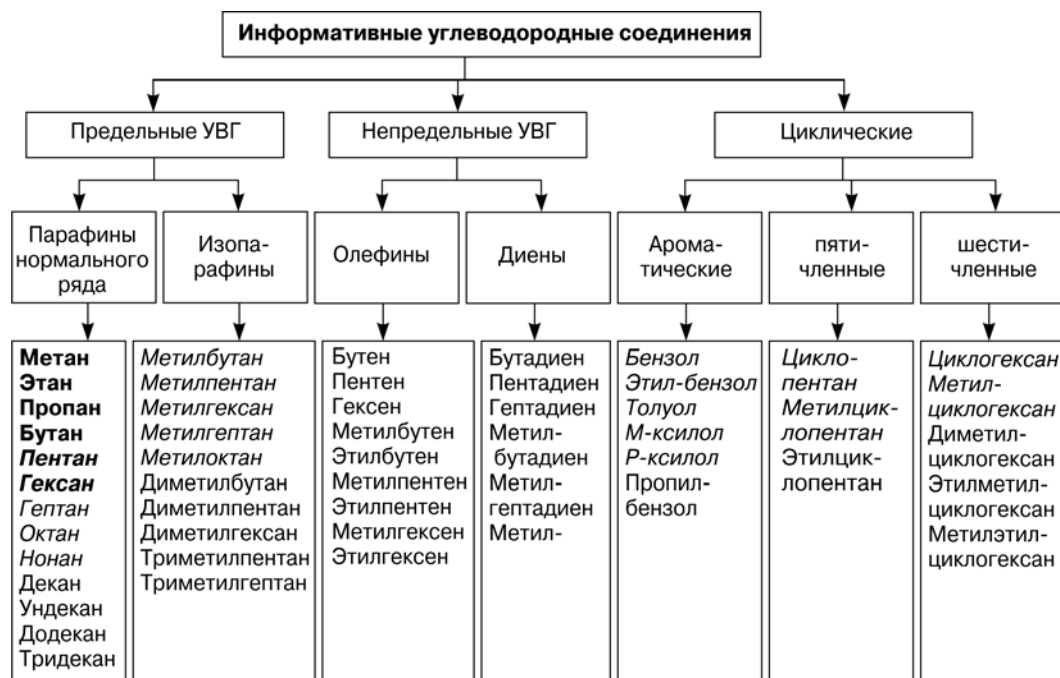 Информативные углеводородные соединения
Предельные УВГ
Непредельные УВГ
Циклические
Парафины
нормального
ряда
Изопа-
рафины
Олефины
Диены
Аромa-
тические
пяти-
членные
шести-
членные
Метан
Этан
Пропан
Бутан
Пентан
Гексан
Гептан
Октан
Нонан
Декан
Ундекан
Додекан
Тридекан
Метилбутан
Метилпентан
Метилгексан
Метилгептан
Метилоктан
Диметилбутан
Диметилпентан
Диметилгексан
Триметилпентан
Триметилгептан
Бутен
Пентен
Гексен
Метилбутен
Этилбутен
Метилпентен
Этилпентен
Метилгексен
Этилгексен
Бутадиен
Пентадиен
Гептадиен
Метил-
бутадиен
Метил-
гептадиен
Метил-
Бензол
Этил-бензол
Толуол
М-ксилол
Р-ксилол
Пропил-
бензол
Цикло-
пентан
Метилцик-
лопентан
Этилцик-
лопентан
Циклогексан
Метил-
циклогексан
Диметил-
циклогексан
Этилметил-
циклогексан
Метилэтил-
циклогексан